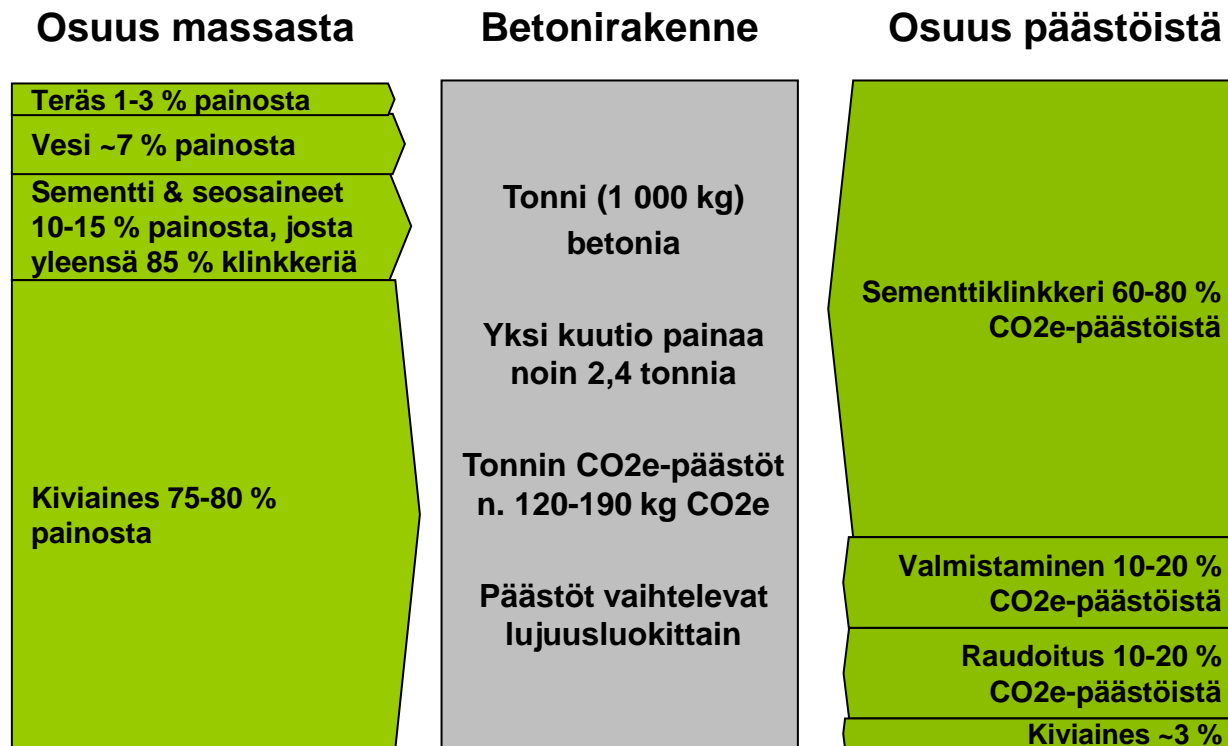 Osuus massasta
Betonirakenne
Osuus päästöistä
Teräs 1-3 % painosta
Vesi ~7 % painosta
Sementti & seosaineet
10-15 % painosta, josta
yleensä 85 % klinkkeriä
Kiviaines 75-80 %
painosta
Tonni (1 000 kg)
betonia
Yksi kuutio painaa
noin 2,4 tonnia
Tonnin CO2e-päästöt
n. 120-190 kg CO2e
Päästöt vaihtelevat
lujuusluokittain
Sementtiklinkkeri 60-80 %
CO2e-päästöistä
Valmistaminen 10-20 %
CO2e-päästöistä
Raudoitus 10-20 %
CO2e-päästöistä
Kiviaines ~3 %